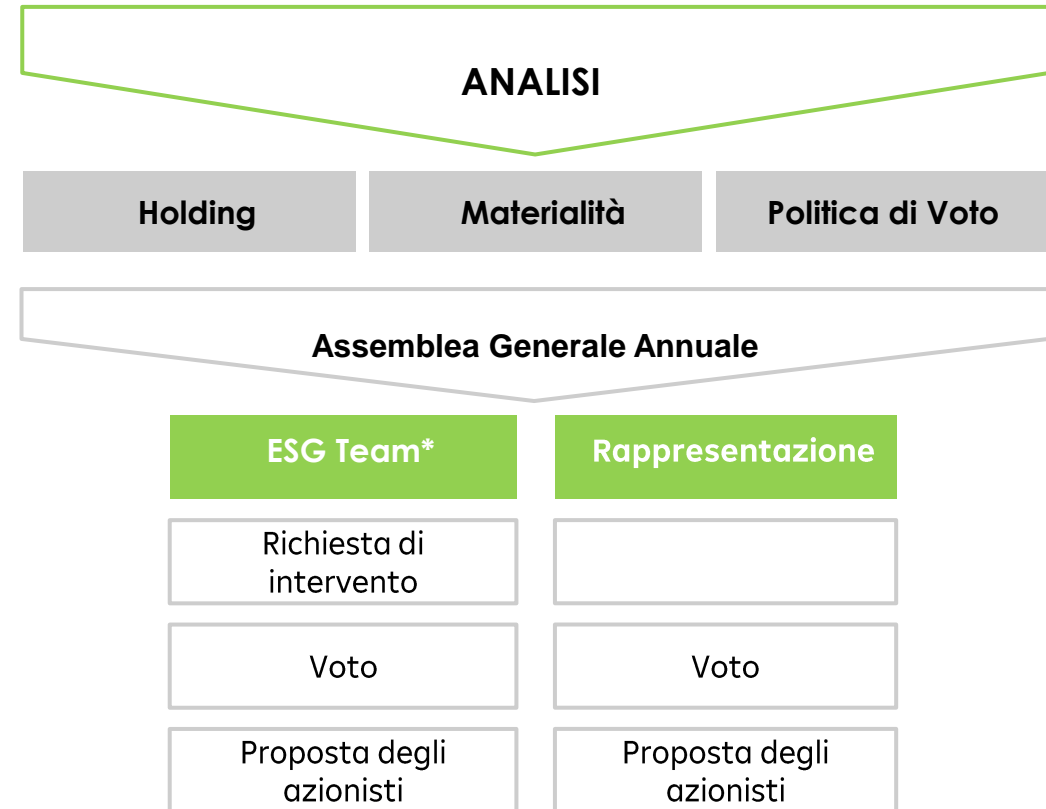 ANALISI
Holding
Materialità
Politica di Voto
Assemblea Generale Annuale
ESG Team*
Rappresentazione
Richiesta di
intervento
Voto
Voto
Proposta degli
azionisti
Proposta degli
azionisti